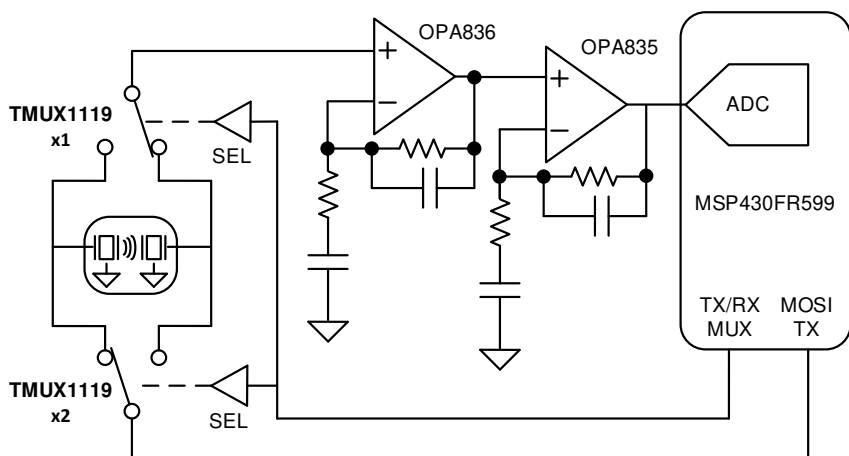 OPA836
OPA835
+
−
+
−
TMUX1119
x1
SEL
ADC
MSP430FR599
TX/RX
MUX
MOSI
TX
TMUX1119
x2
SEL